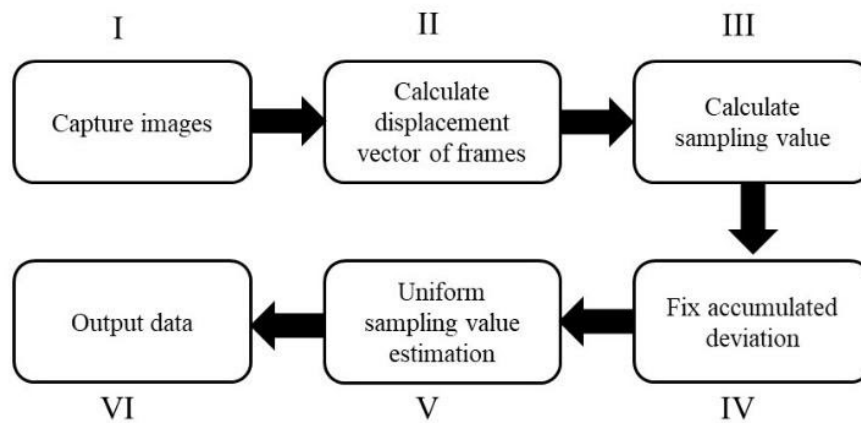 I
II
III
Capture images
Calculate
displacement
vector of frames
Calculate
sampling value
Output data
Uniform
sampling value
estimation
Fix accumulated
deviation
VI
V
IV